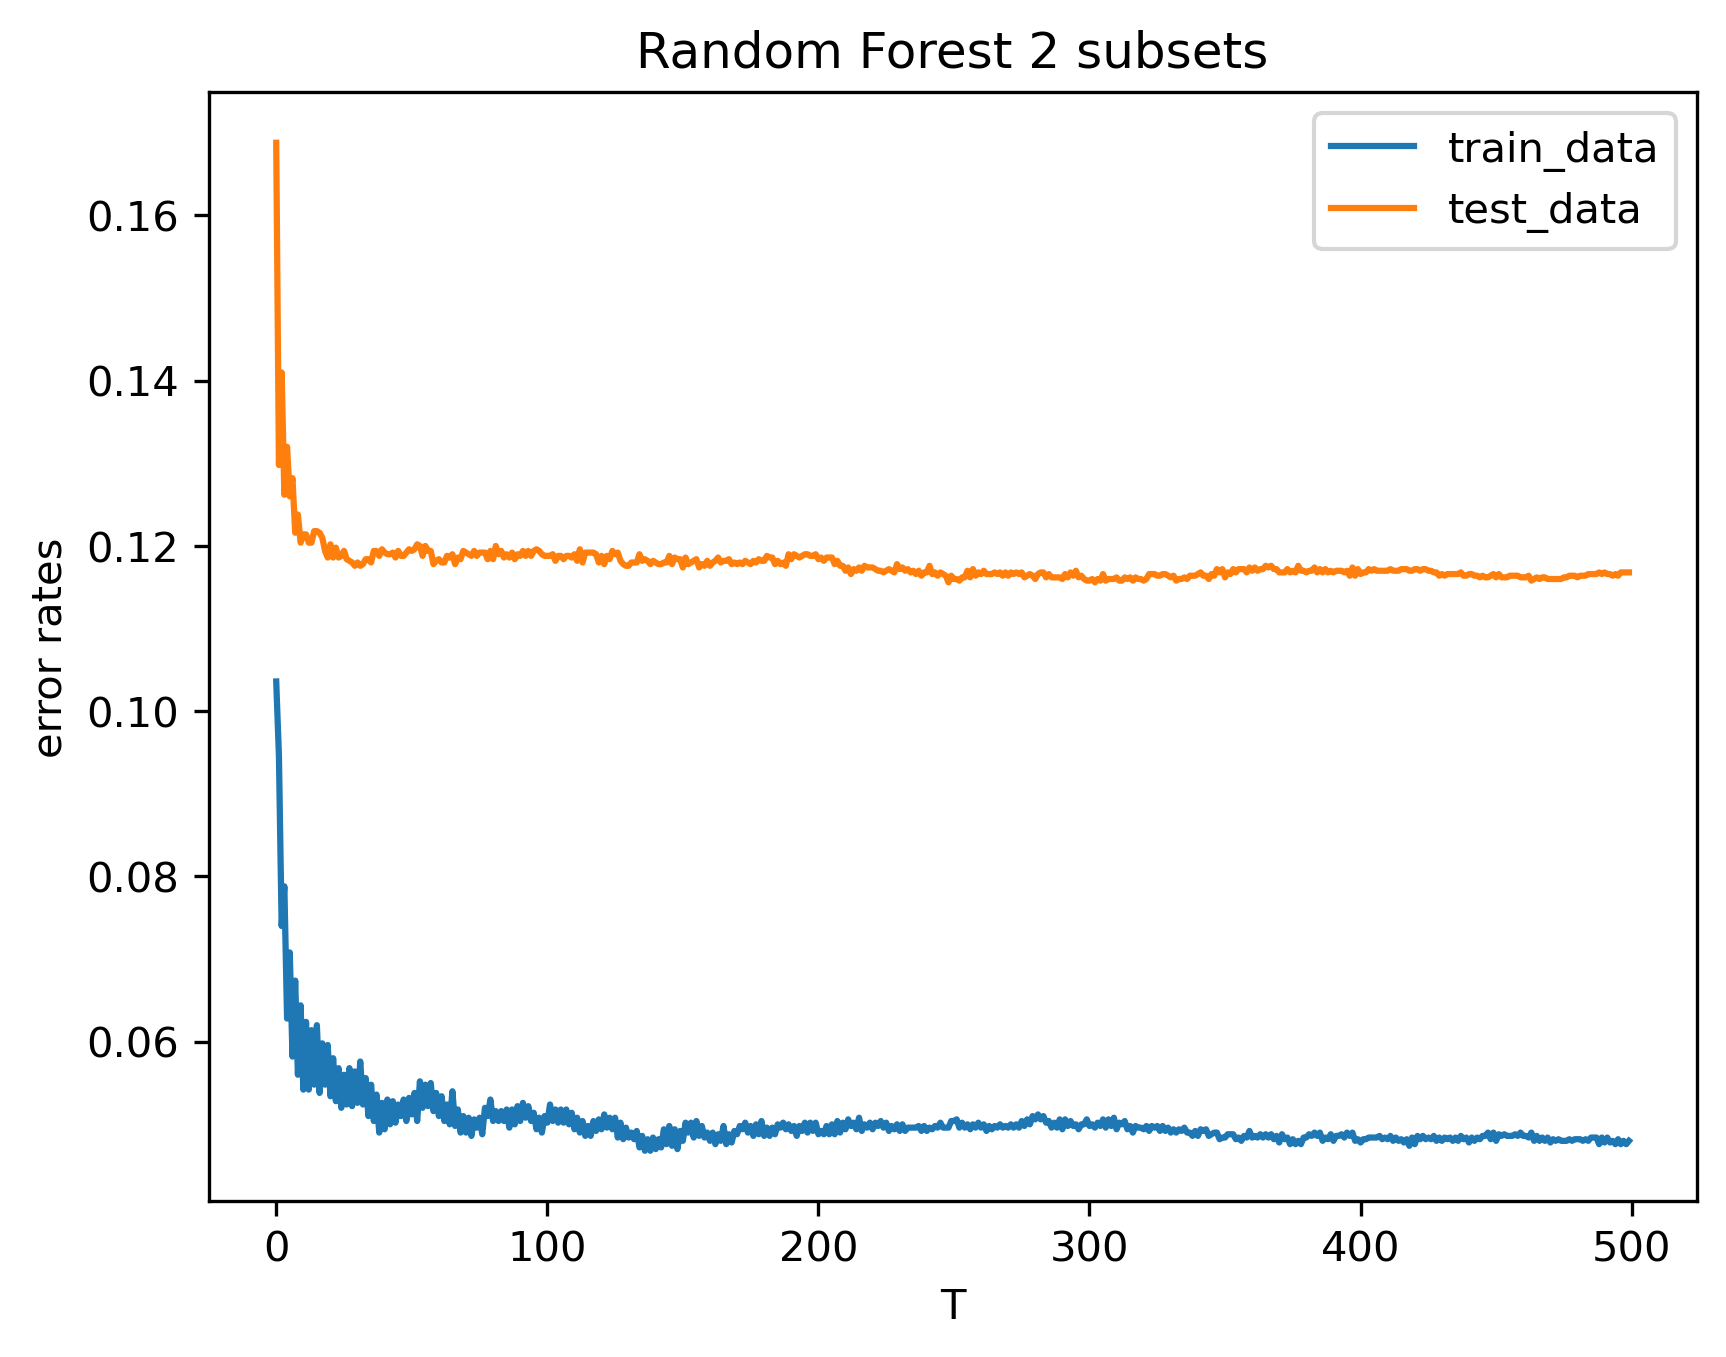 Random Forest 2 subsets
train_data
test_data
0.16
0.14
0.12
0.10
0.08
0.06
error rates
0 100 200 300 400 500
T